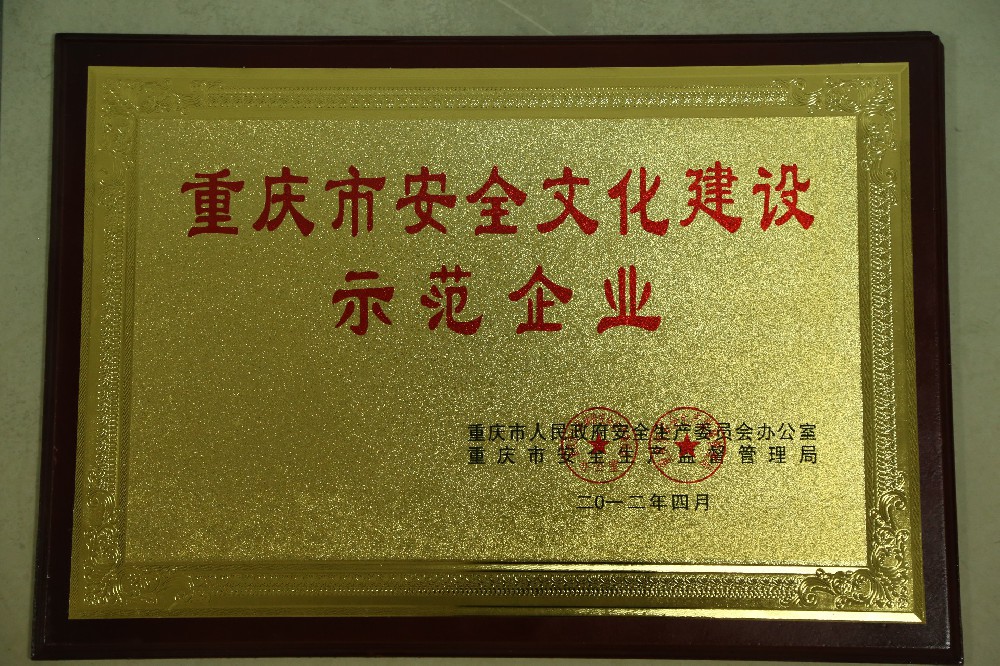 重庆市安全文化建设
示范企业
重庆市人民政府安全生产委员会办公室
重庆市安全生产监督管理局
二〇一二年四月